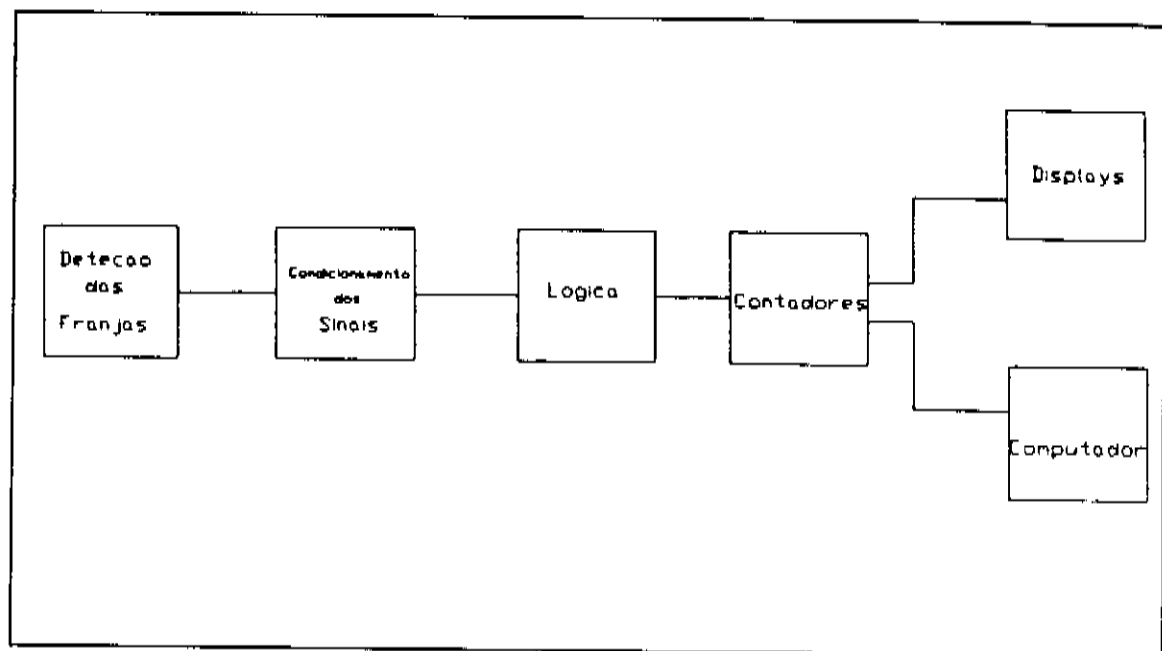 Detecao
das
Franjas
Condicionamento
dos
Sinais
Logica
Contadores
Displays
Computador